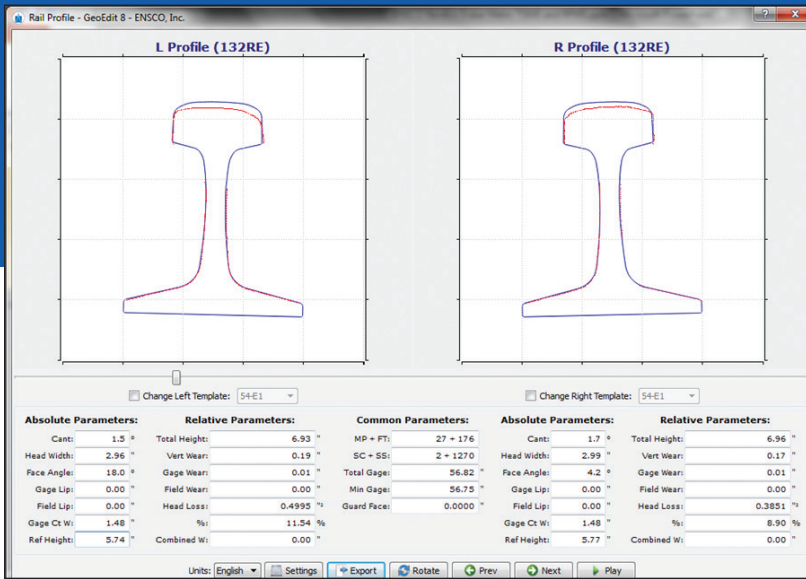 Rail Profile - GeoEdit 8 - ENSCO, Inc.
L Profile (132RE) R Profile (132RE)
Change Left Template: 54-E1 Change Right Template: 54-E1
Absolute Parameters: Relative Parameters: Common Parameters: Absolute Parameters: Relative Parameters:
Cant: 1.5 ° Total Height: 6.93 " MP + FT: 27 + 176 Cant: 1.7 ° Total Height: 6.96 "
Head Width: 2.96 " Vert Wear: 0.19 " SC + SS: 2 + 1270 Head Width: 2.99 " Vert Wear: 0.17 "
Face Angle: 18.0 ° Gage Wear: 0.01 " Total Gage: 56.82 " Face Angle: 4.2 ° Gage Wear: 0.01 "
Gage Lip: 0.00 " Field Wear: 0.00 " Min Gage: 56.75 " Gage Lip: 0.00 " Field Wear: 0.00 "
Field Lip: 0.00 " Head Loss: 0.4995 "² Guard Face: 0.0000 " Field Lip: 0.00 " Head Loss: 0.3851 "²
Gage Ct W: 1.48 " %: 11.54 % Gage Ct W: 1.48 " %: 8.90 %
Ref Height: 5.74 " Combined W: 0.00 " Ref Height: 5.77 " Combined W: 0.00 "
Units: English Settings Export Rotate Prev Next Play